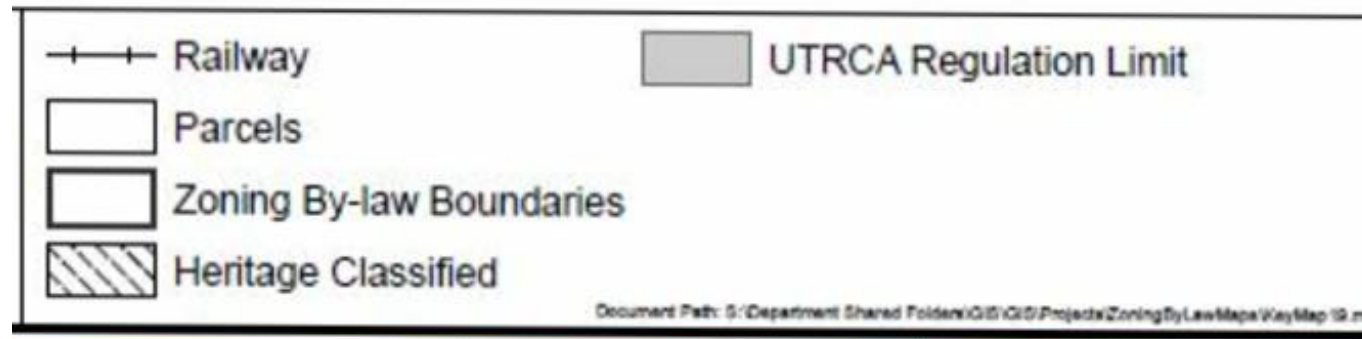 Railway
UTRCA Regulation Limit
Parcels
Zoning By-law Boundaries
Heritage Classified
Document Path: S:\Department Shared Folders\GIS\GIS\Projects\ZoningByLawMaps\KeyMap 19.m